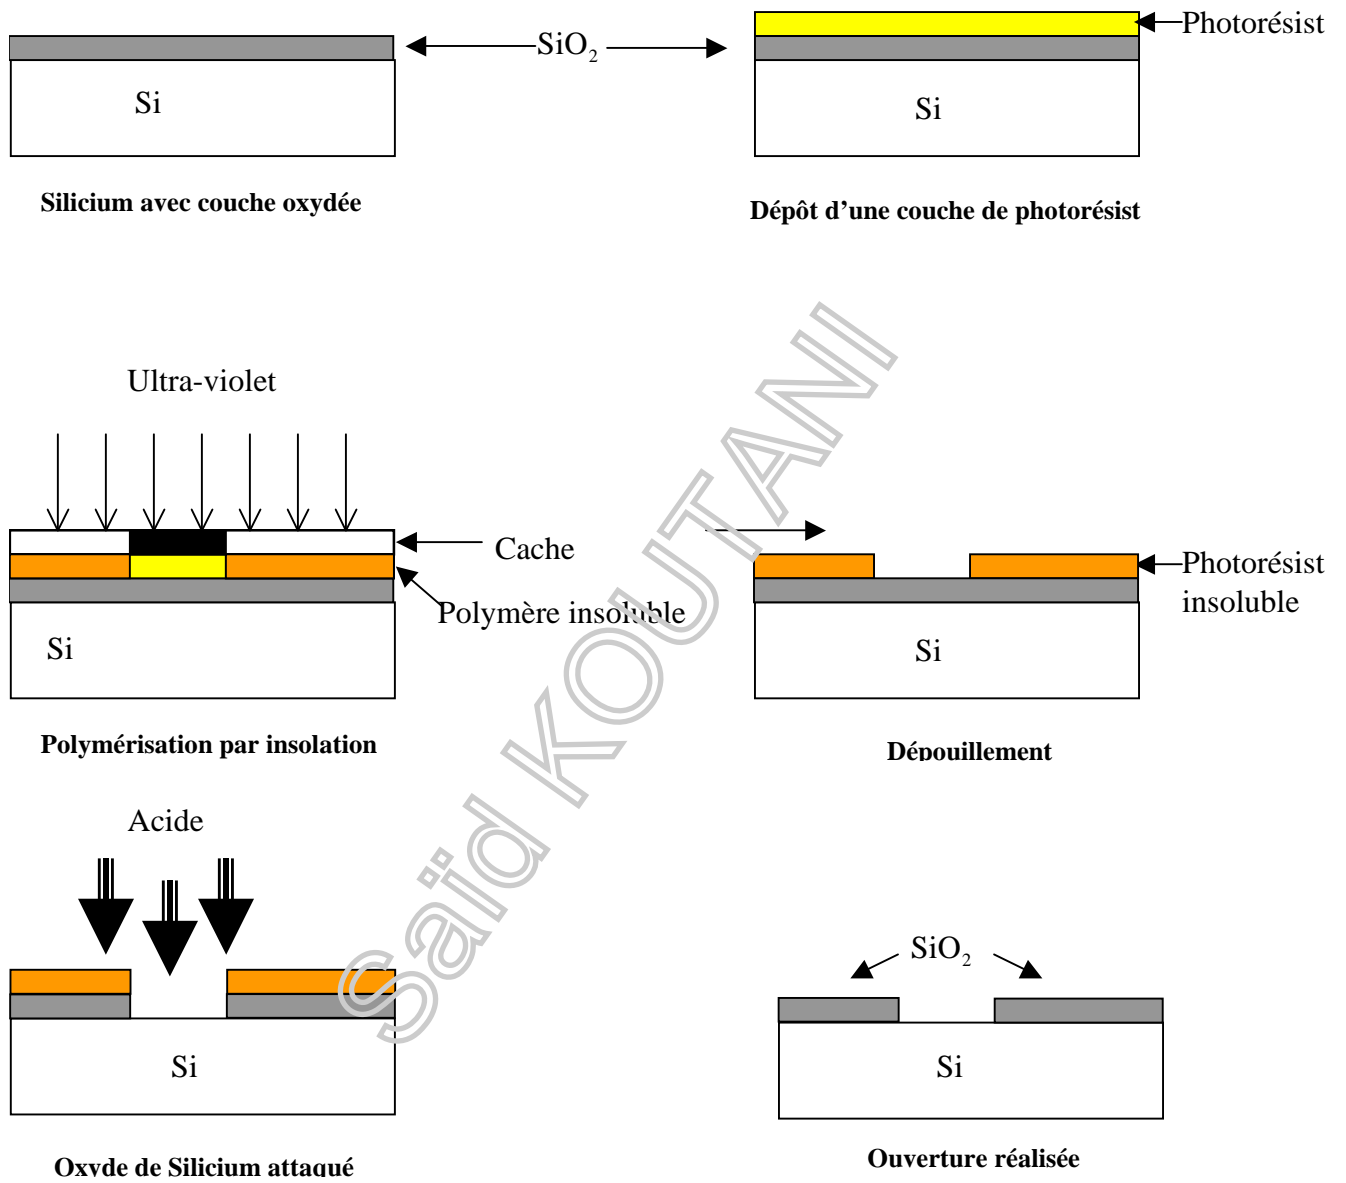 SiO2
Photorésist
Si
Si
Silicium avec couche oxydée
Dépôt d'une couche de photorésist
Ultra-violet
Cache
Polymère insoluble
Photorésist
insoluble
Si
Si
Polymérisation par insolation
Dépouillement
Acide
SiO2
Si
Si
Oxyde de Silicium attaqué
Ouverture réalisée
Saïd KOUTANI